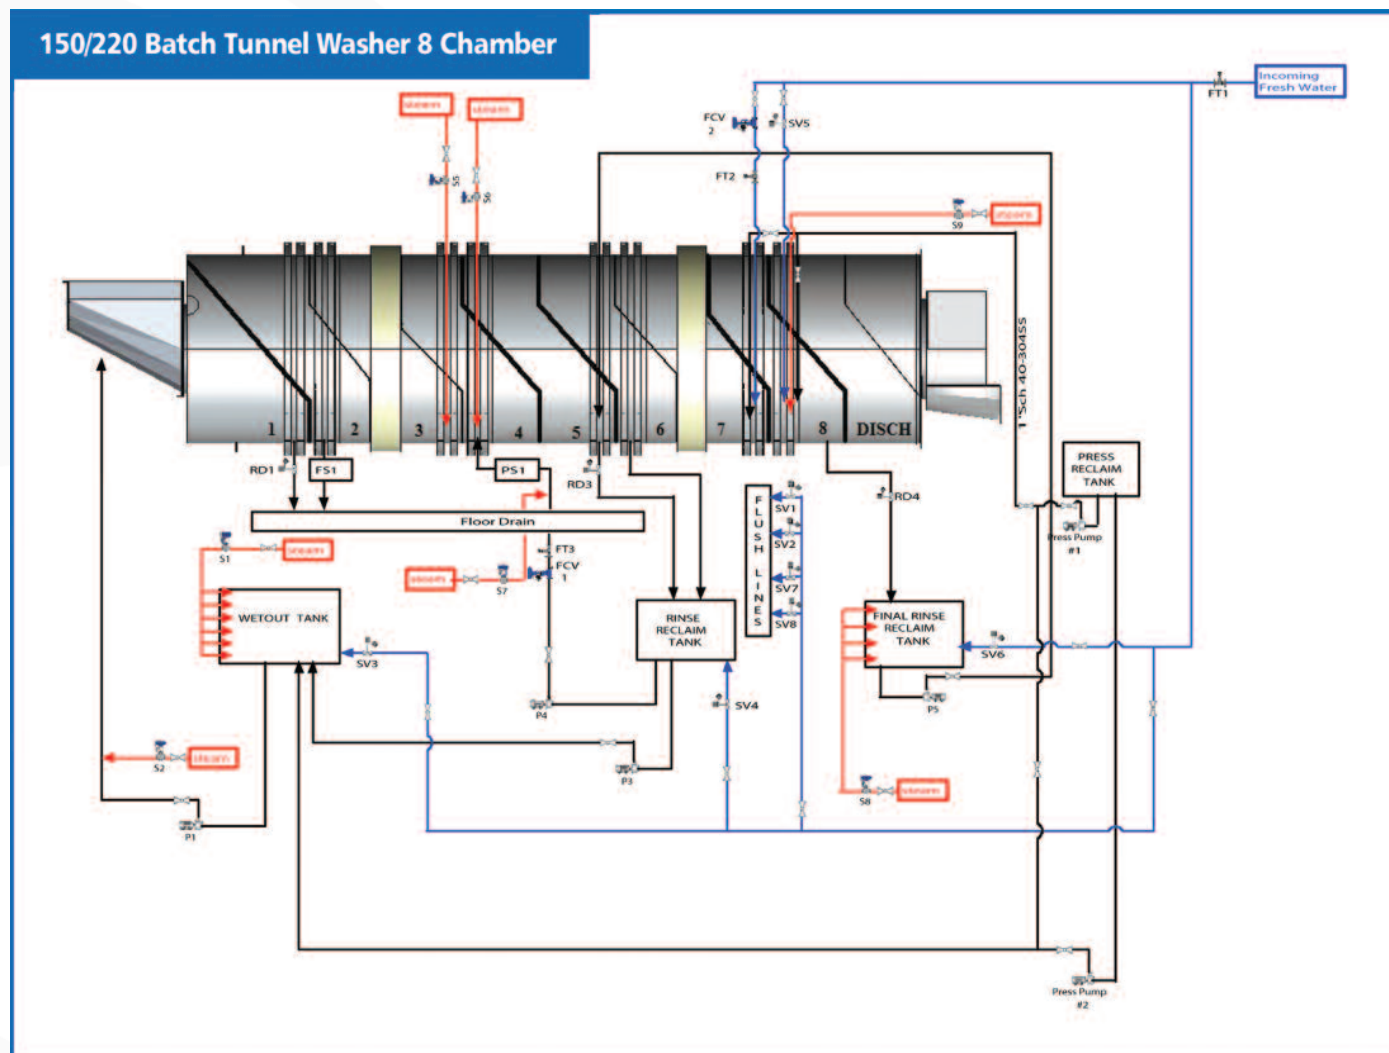 150/220 Batch Tunnel Washer 8 Chamber
Incoming
Fresh Water
FT1
steam
steam
FCV
2
SV5
S5
S6
FT2
steam
S9
1"Sch 40-304SS
1
2
3
4
5
6
7
8
DISCH
RD1
FS1
PS1
RD3
RD4
PRESS
RECLAIM
TANK
Floor Drain
FLUSH LINES
SV1
SV2
SV7
SV8
Press Pump
#1
S1
steam
FT3
FCV
1
steam
S7
WETOUT TANK
RINSE
RECLAIM
TANK
FINAL RINSE
RECLAIM
TANK
SV3
SV6
SV4
P4
P5
S2
steam
P3
S8
steam
P1
Press Pump
#2